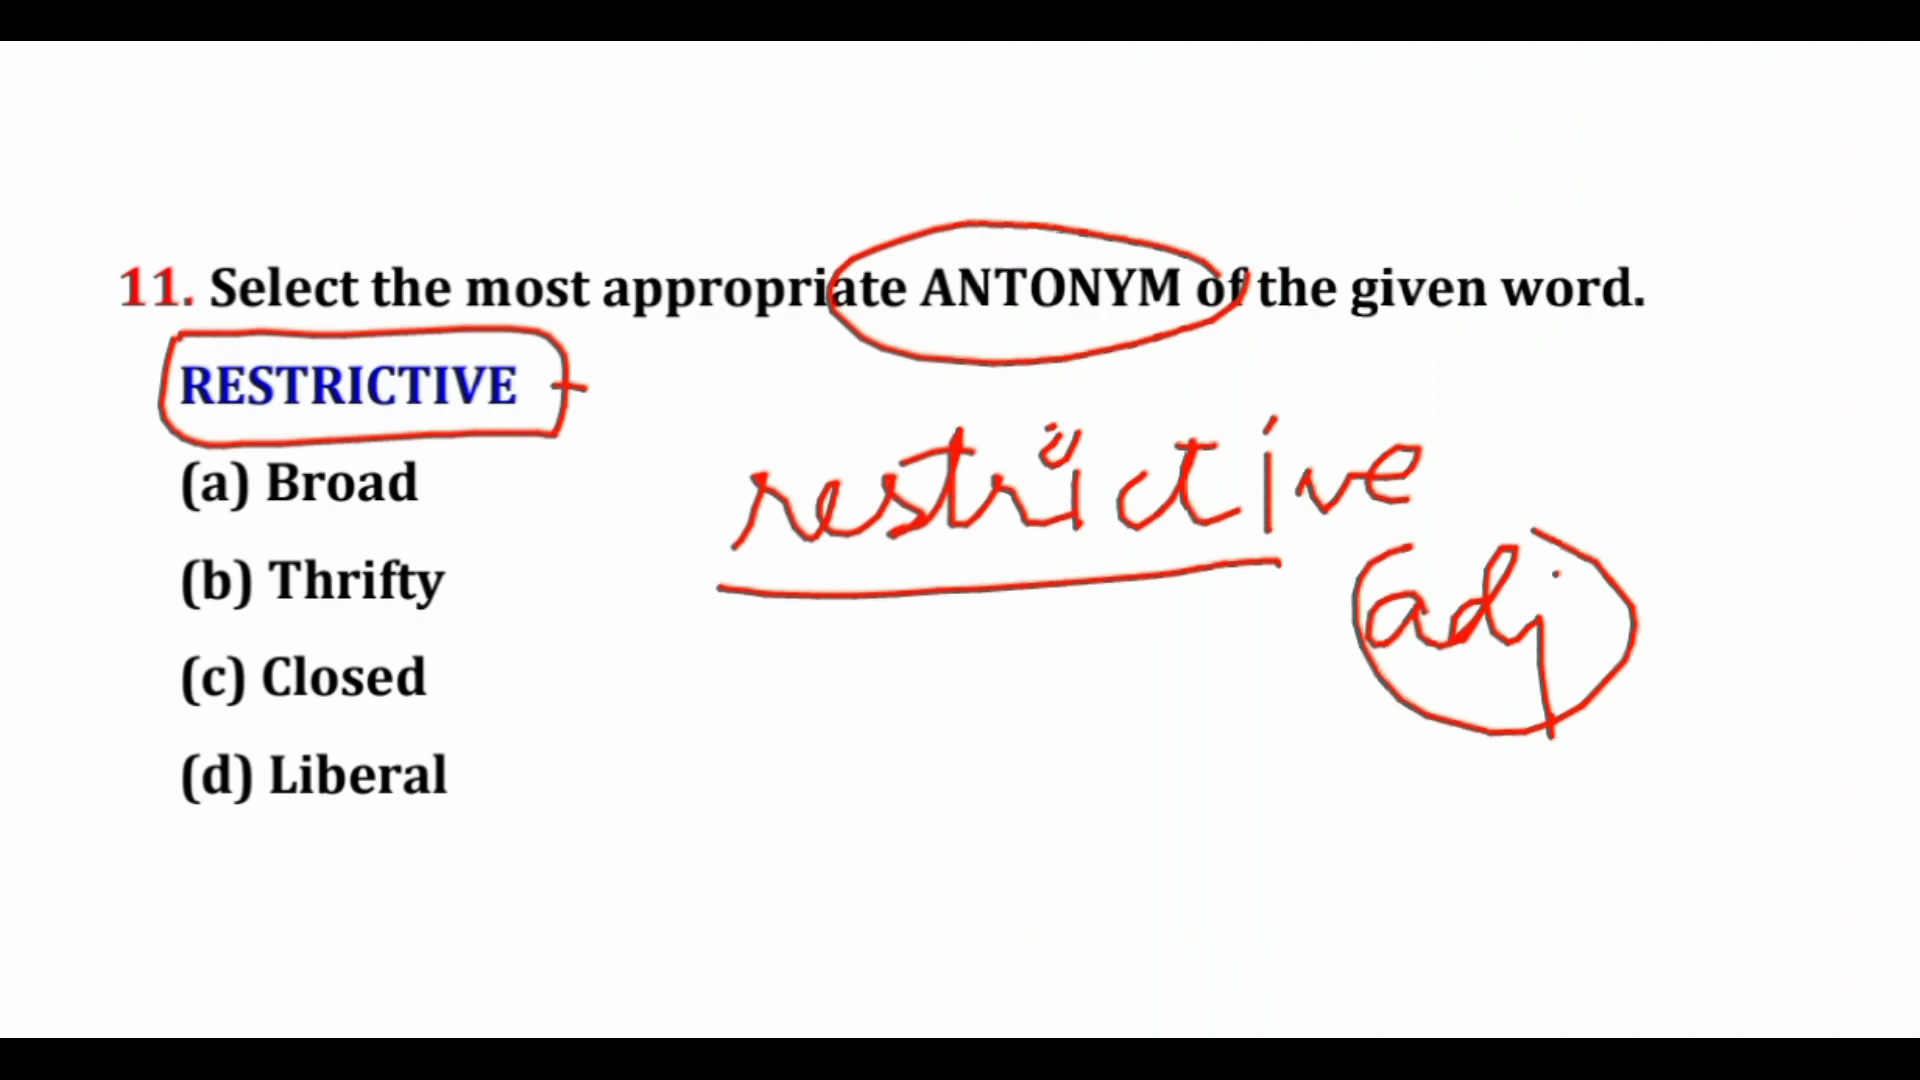 11. Select the most appropriate ANTONYM of the given word.
RESTRICTIVE
restrictive
(a) Broad
(b) Thrifty
adj
(c) Closed
(d) Liberal